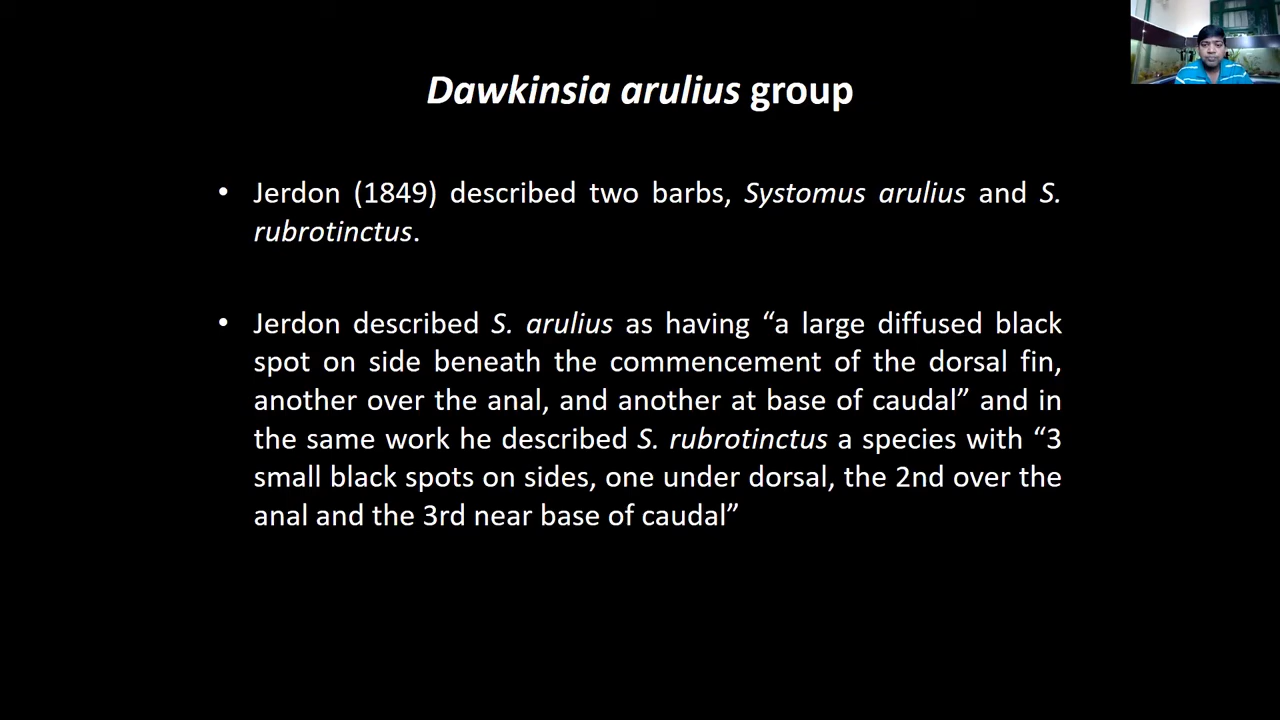 Dawkinsia arulius group
• Jerdon (1849) described two barbs, Systomus arulius and S.
rubrotinctus.
• Jerdon described S. arulius as having “a large diffused black
spot on side beneath the commencement of the dorsal fin,
another over the anal, and another at base of caudal” and in
the same work he described S. rubrotinctus a species with “3
small black spots on sides, one under dorsal, the 2nd over the
anal and the 3rd near base of caudal”